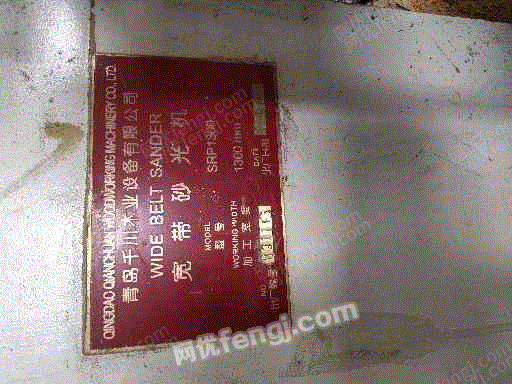 QINGDAO QIANCHUAN WOODWORKING MACHINERY CO.,LTD.
青岛千川木业设备有限公司
WIDE BELT SANDER
宽带砂光机
MODEL
型号
WORKING WIDTH 1300
加工宽度
NO
DATE
网优fengj.com